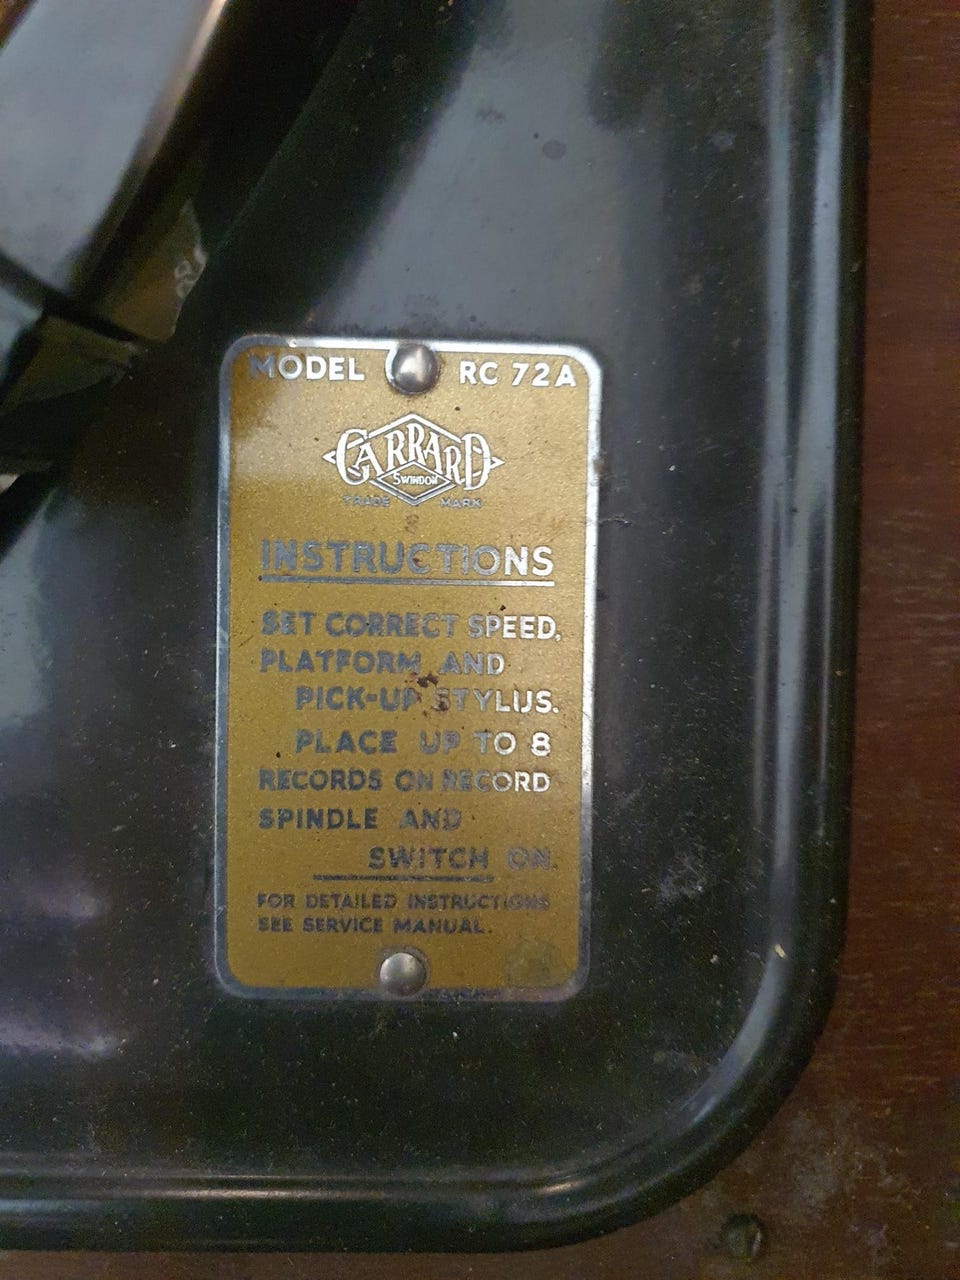 MODEL RC 72A
GARRARD
SWINDON
TRADE MARK
INSTRUCTIONS
SET CORRECT SPEED,
PLATFORM AND
PICK-UP STYLUS.
PLACE UP TO 8
RECORDS ON RECORD
SPINDLE AND
SWITCH ON.
FOR DETAILED INSTRUCTIONS
SEE SERVICE MANUAL.